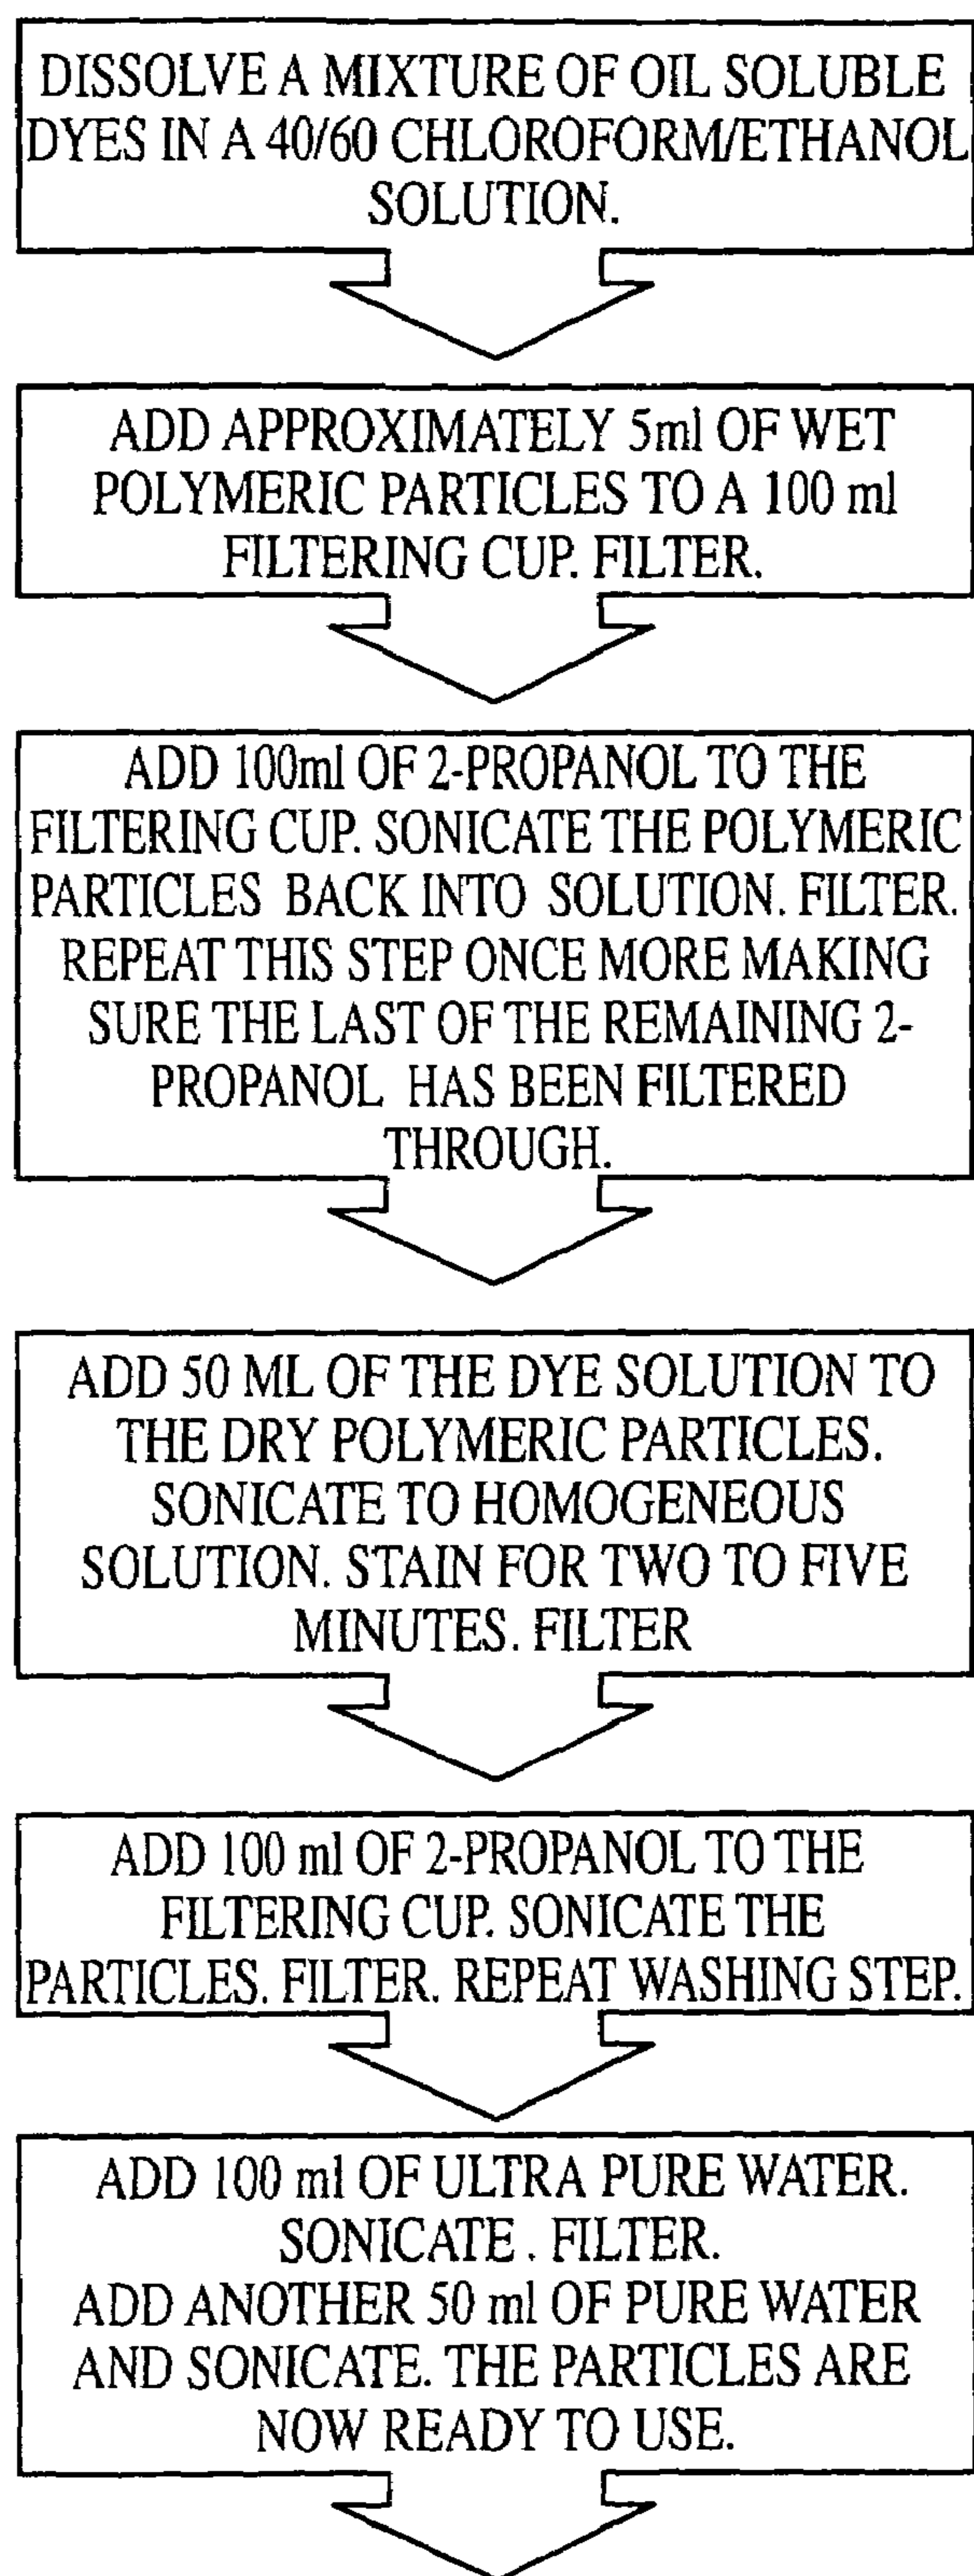 DISSOLVE A MIXTURE OF OIL SOLUBLE
DYES IN A 40/60 CHLOROFORM/ETHANOL
SOLUTION.
ADD APPROXIMATELY 5ml OF WET
POLYMERIC PARTICLES TO A 100 ml
FILTERING CUP. FILTER.
ADD 100ml OF 2-PROPANOL TO THE
FILTERING CUP. SONICATE THE POLYMERIC
PARTICLES BACK INTO SOLUTION. FILTER.
REPEAT THIS STEP ONCE MORE MAKING
SURE THE LAST OF THE REMAINING 2-
PROPANOL HAS BEEN FILTERED
THROUGH.
ADD 50 ML OF THE DYE SOLUTION TO
THE DRY POLYMERIC PARTICLES.
SONICATE TO HOMOGENEOUS
SOLUTION. STAIN FOR TWO TO FIVE
MINUTES. FILTER
ADD 100 ml OF 2-PROPANOL TO THE
FILTERING CUP. SONICATE THE
PARTICLES. FILTER. REPEAT WASHING STEP.
ADD 100 ml OF ULTRA PURE WATER.
SONICATE . FILTER.
ADD ANOTHER 50 ml OF PURE WATER
AND SONICATE. THE PARTICLES ARE
NOW READY TO USE.